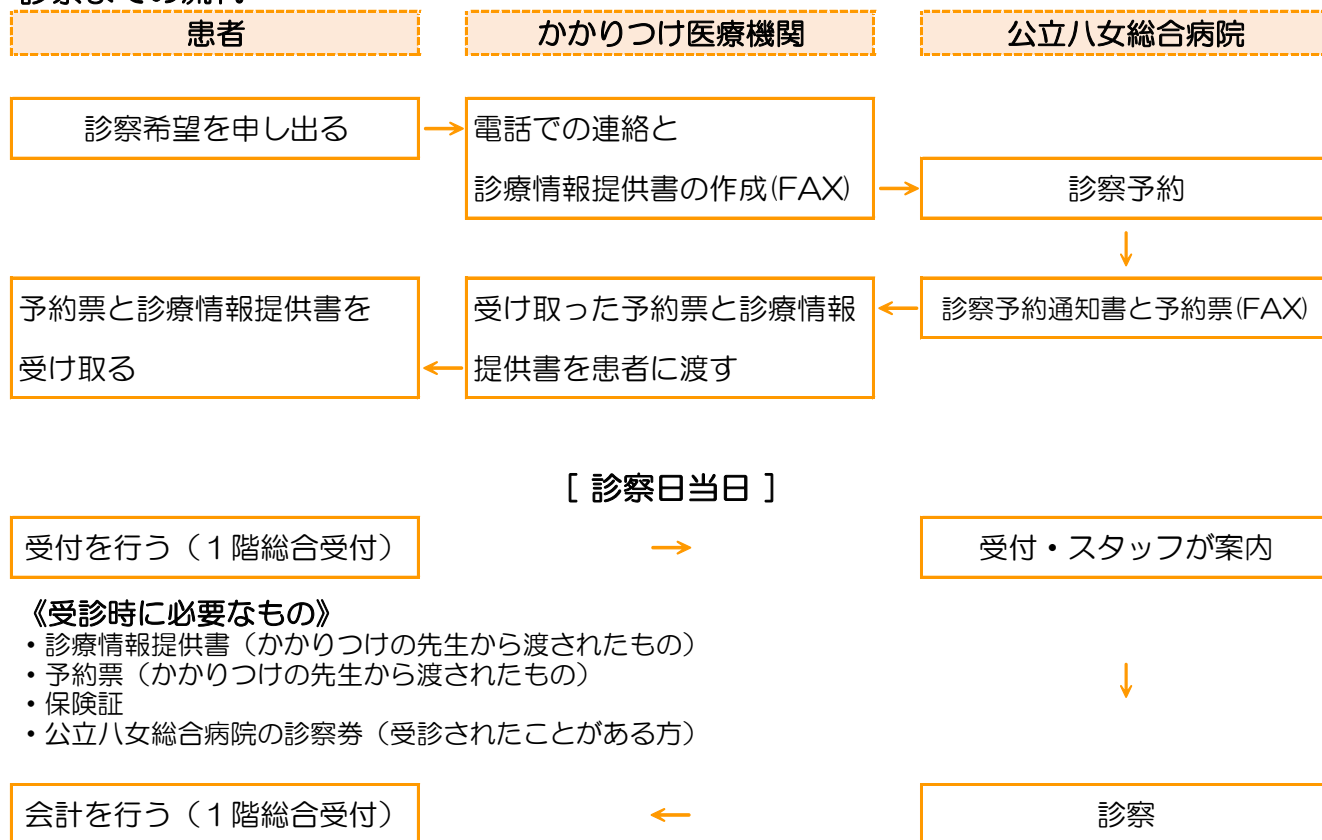 患者
かかりつけ医療機関
公立八女総合病院
診察希望を申し出る
→
電話での連絡と
診療情報提供書の作成(FAX)
→
診察予約
↓
診察予約通知書と予約票(FAX)
←
受け取った予約票と診療情報
提供書を患者に渡す
←
予約票と診療情報提供書を
受け取る
[ 診察日当日 ]
受付を行う（1階総合受付）
→
受付・スタッフが案内
《受診時に必要なもの》
・診療情報提供書（かかりつけの先生から渡されたもの）
・予約票（かかりつけの先生から渡されたもの）
・保険証
・公立八女総合病院の診察券（受診されたことがある方）
↓
診察
←
会計を行う（1階総合受付）